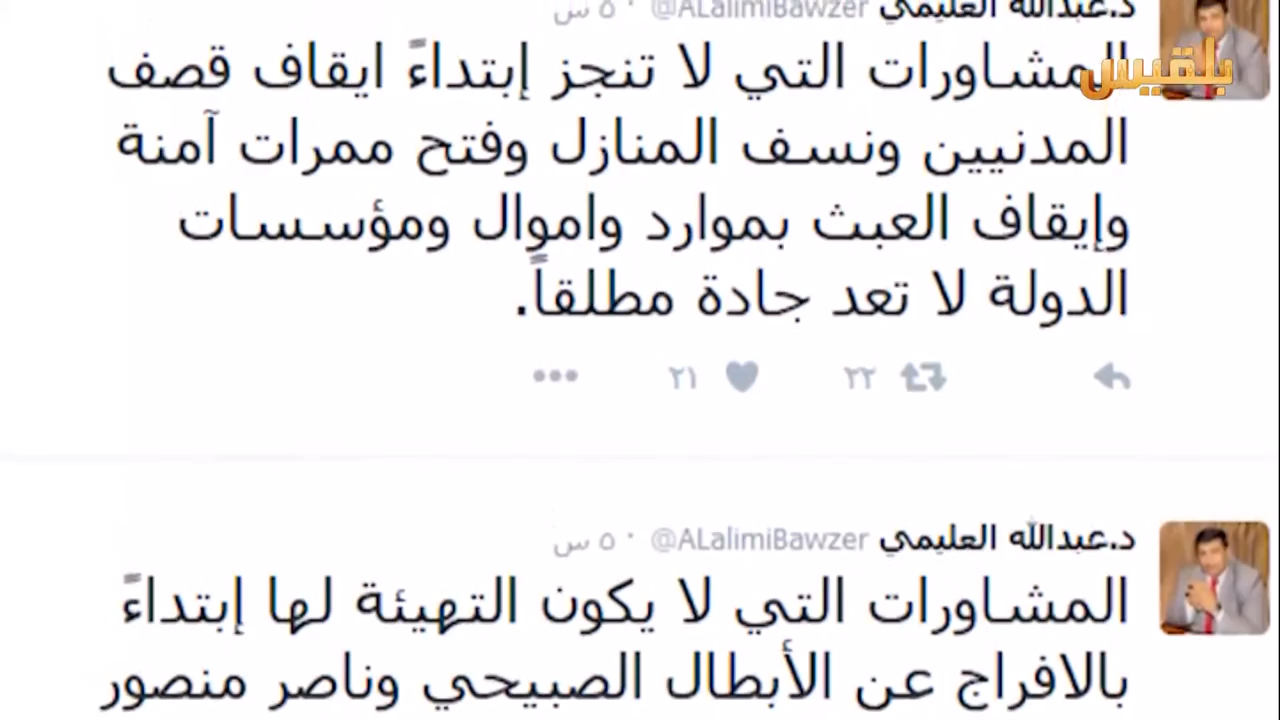 د.عبدالله العليمي @ALalimiBawzer · ٥ س
بلقيس
المشاورات التي لا تنجز إبتداءً ايقاف قصف
المدنيين ونسف المنازل وفتح ممرات آمنة
وإيقاف العبث بموارد واموال ومؤسسات
الدولة لا تعد جادة مطلقاً.
٢٢ ٢١
د.عبدالله العليمي @ALalimiBawzer · ٥ س
المشاورات التي لا يكون التهيئة لها إبتداءً
بالافراج عن الأبطال الصبيحي وناصر منصور